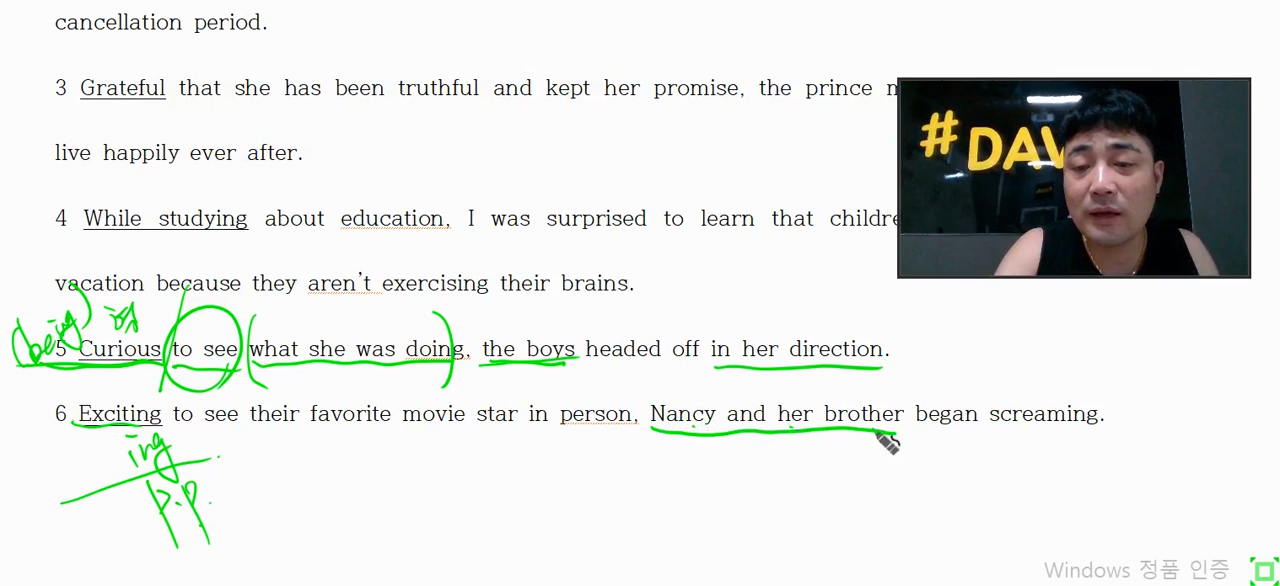 cancellation period.
3 Grateful that she has been truthful and kept her promise, the prince
live happily ever after.
#DAV
4 While studying about education, I was surprised to learn that
vacation because they aren't exercising their brains.
(being)
5 Curious to see what she was doing, the boys headed off in her direction.
6 Exciting to see their favorite movie star in person, Nancy and her brother began screaming.
ing
p.p.
Windows 정품 인증